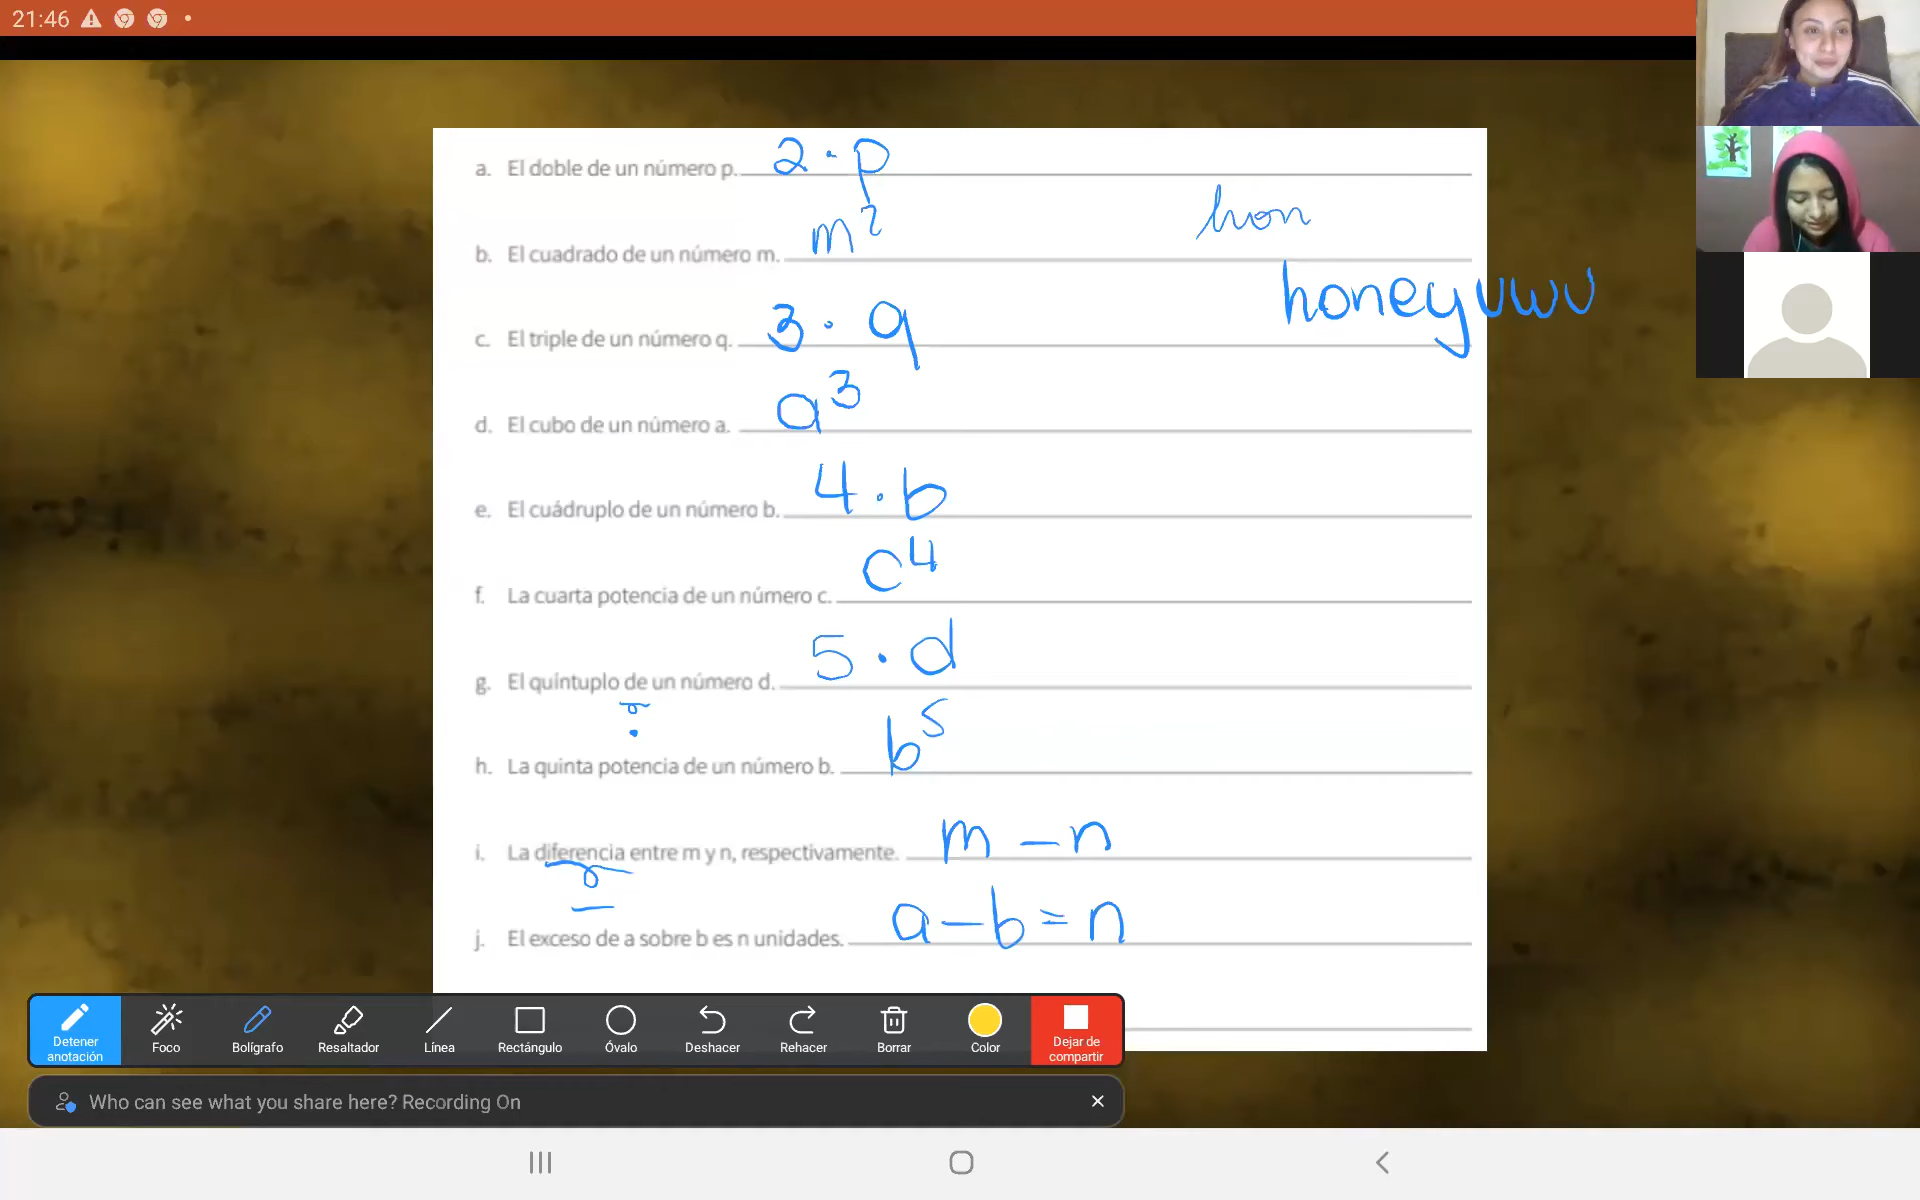 21:46
a. El doble de un número p. 2 · p
hon
b. El cuadrado de un número m. m²
honeyuwu
c. El triple de un número q. 3 · q
d. El cubo de un número a. a³
e. El cuádruplo de un número b. 4 · b
f. La cuarta potencia de un número c. c⁴
g. El quíntuplo de un número d. 5 · d
h. La quinta potencia de un número b. b⁵
i. La diferencia entre m y n, respectivamente. m - n
j. El exceso de a sobre b es n unidades. a - b = n
Detener anotación Foco Bolígrafo Resaltador Línea Rectángulo Óvalo Deshacer Rehacer Borrar Color Dejar de compartir
Who can see what you share here? Recording On